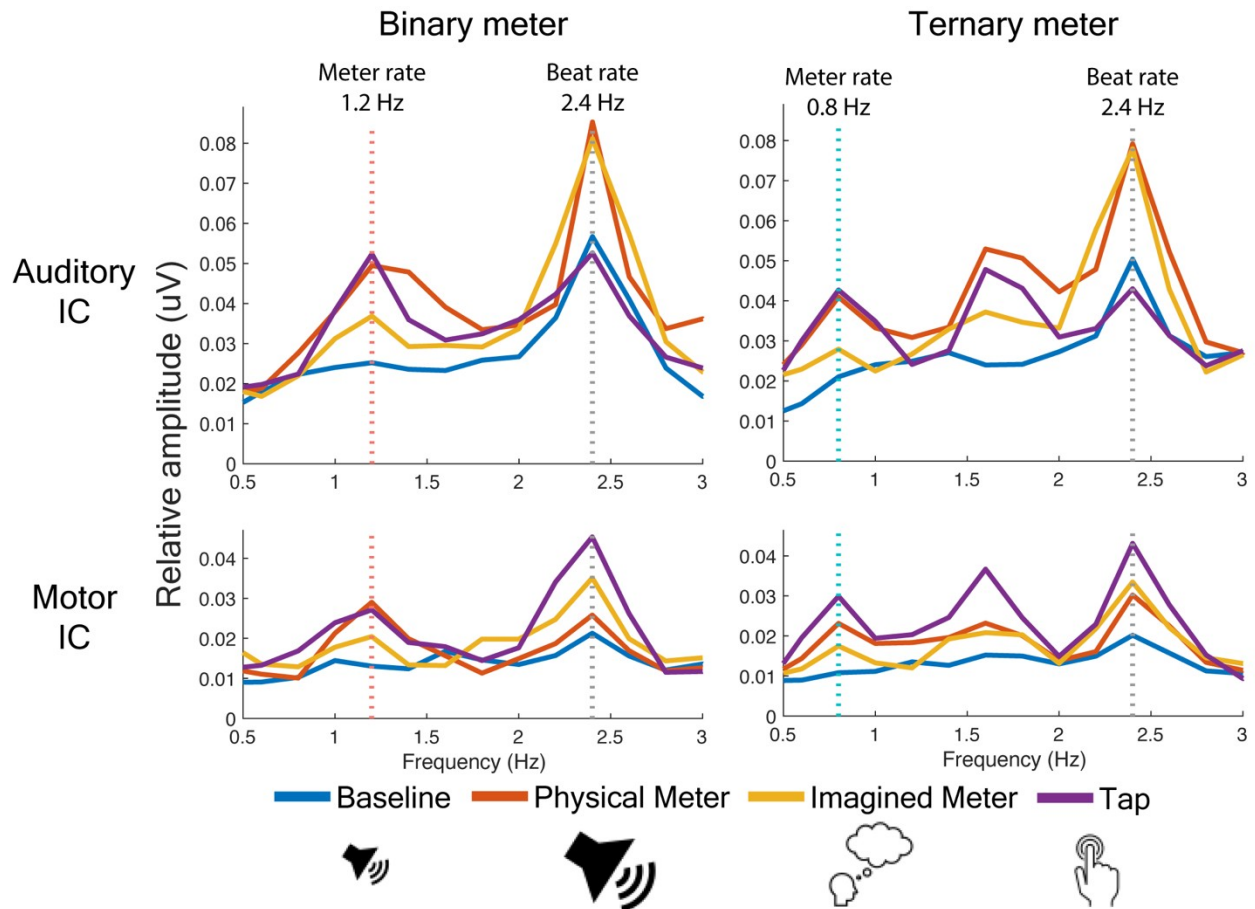 Binary meter
Ternary meter
Meter rate
1.2 Hz
Beat rate
2.4 Hz
Meter rate
0.8 Hz
Beat rate
2.4 Hz
Auditory
IC
Motor
IC
Relative amplitude (uV)
0.08
0.07
0.06
0.05
0.04
0.03
0.02
0.01
0
0.5
1
1.5
2
2.5
3
0.08
0.07
0.06
0.05
0.04
0.03
0.02
0.01
0
0.5
1
1.5
2
2.5
3
0.04
0.03
0.02
0.01
0
0.5
1
1.5
2
2.5
3
Frequency (Hz)
0.04
0.03
0.02
0.01
0
0.5
1
1.5
2
2.5
3
Frequency (Hz)
Baseline Physical Meter Imagined Meter Tap